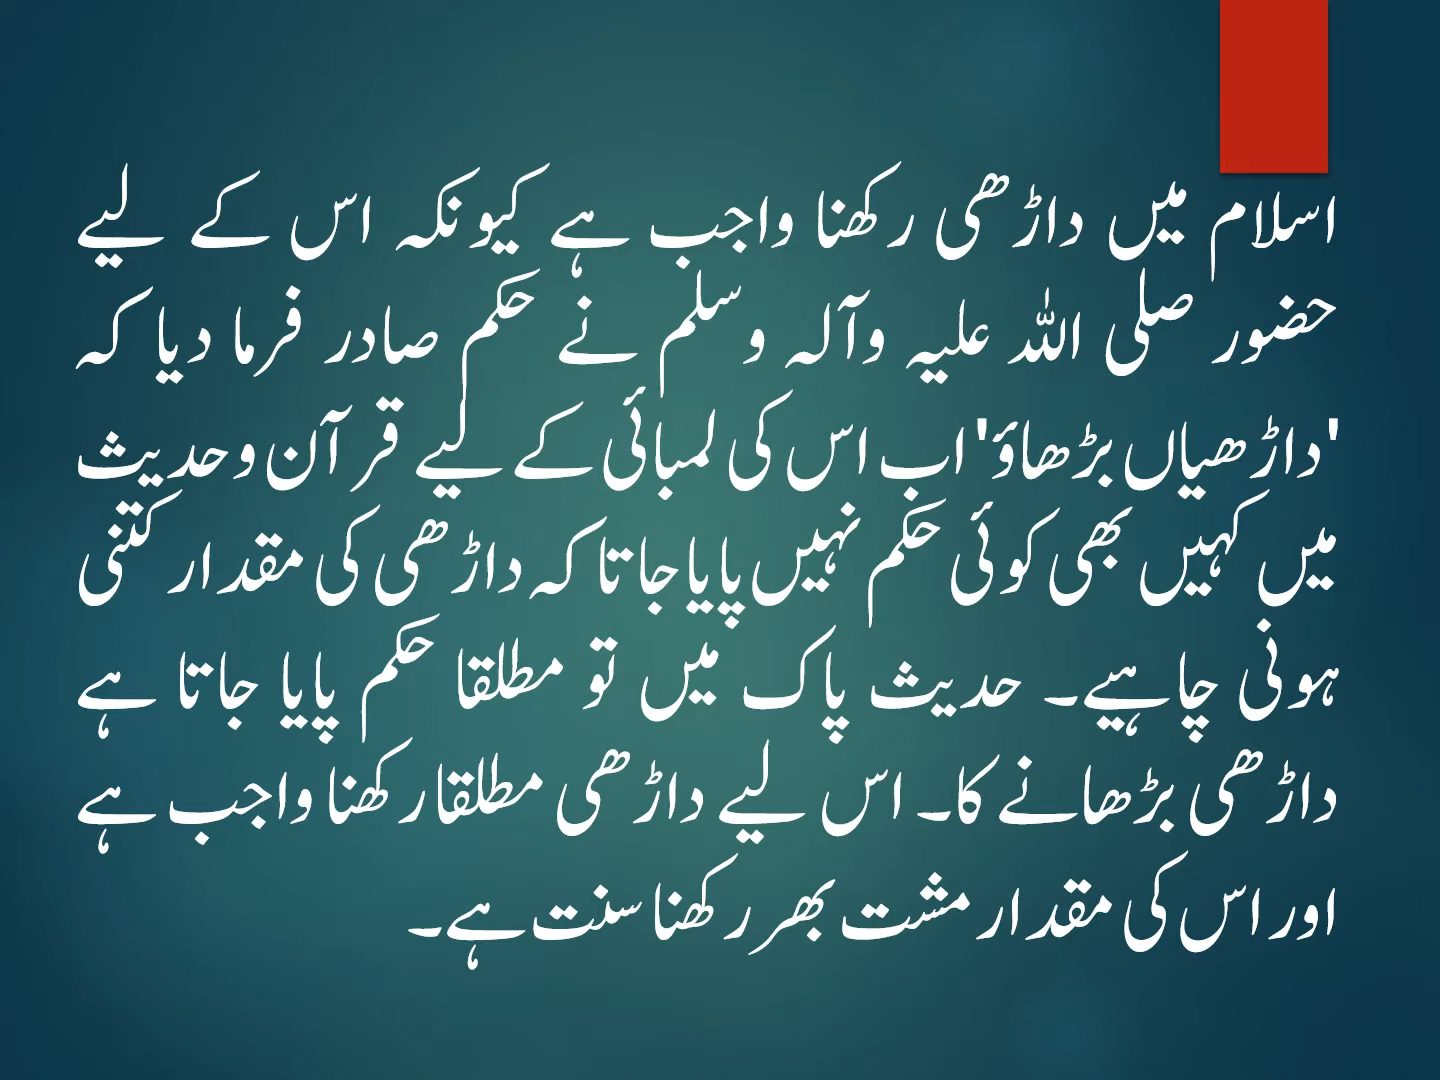 اسلام میں داڑھی رکھنا واجب ہے کیونکہ اس کے لیے
حضور صلی اللہ علیہ وآلہ وسلم نے حکم صادر فرما دیا کہ
'داڑھیاں بڑھاؤ' اب اس کی لمبائی کے لیے قرآن وحدیث
میں کہیں بھی کوئی حکم نہیں پایا جاتا کہ داڑھی کی مقدار کتنی
ہونی چاہیے۔ حدیث پاک میں تو مطلقا حکم پایا جاتا ہے
داڑھی بڑھانے کا۔ اس لیے داڑھی مطلقا رکھنا واجب ہے
اور اس کی مقدار مشت بھر رکھنا سنت ہے۔